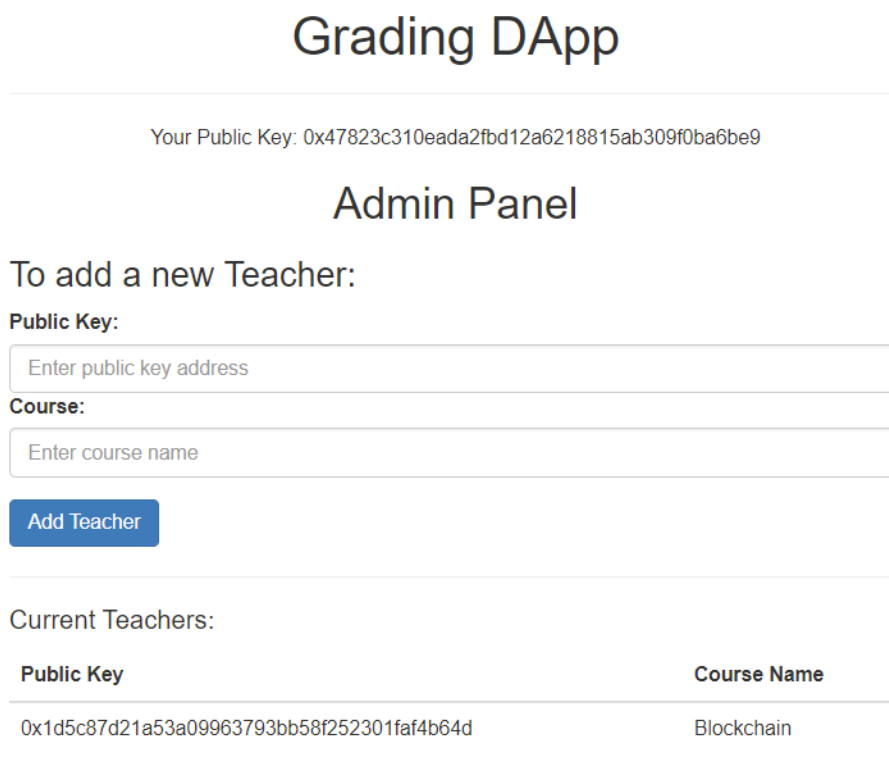 Grading DApp
Your Public Key: 0x47823c310eada2fbd12a6218815ab309f0ba6be9
Admin Panel
To add a new Teacher:
Public Key:
Enter public key address
Course:
Enter course name
Add Teacher
Current Teachers:
Public Key Course Name
0x1d5c87d21a53a09963793bb58f252301faf4b64d Blockchain